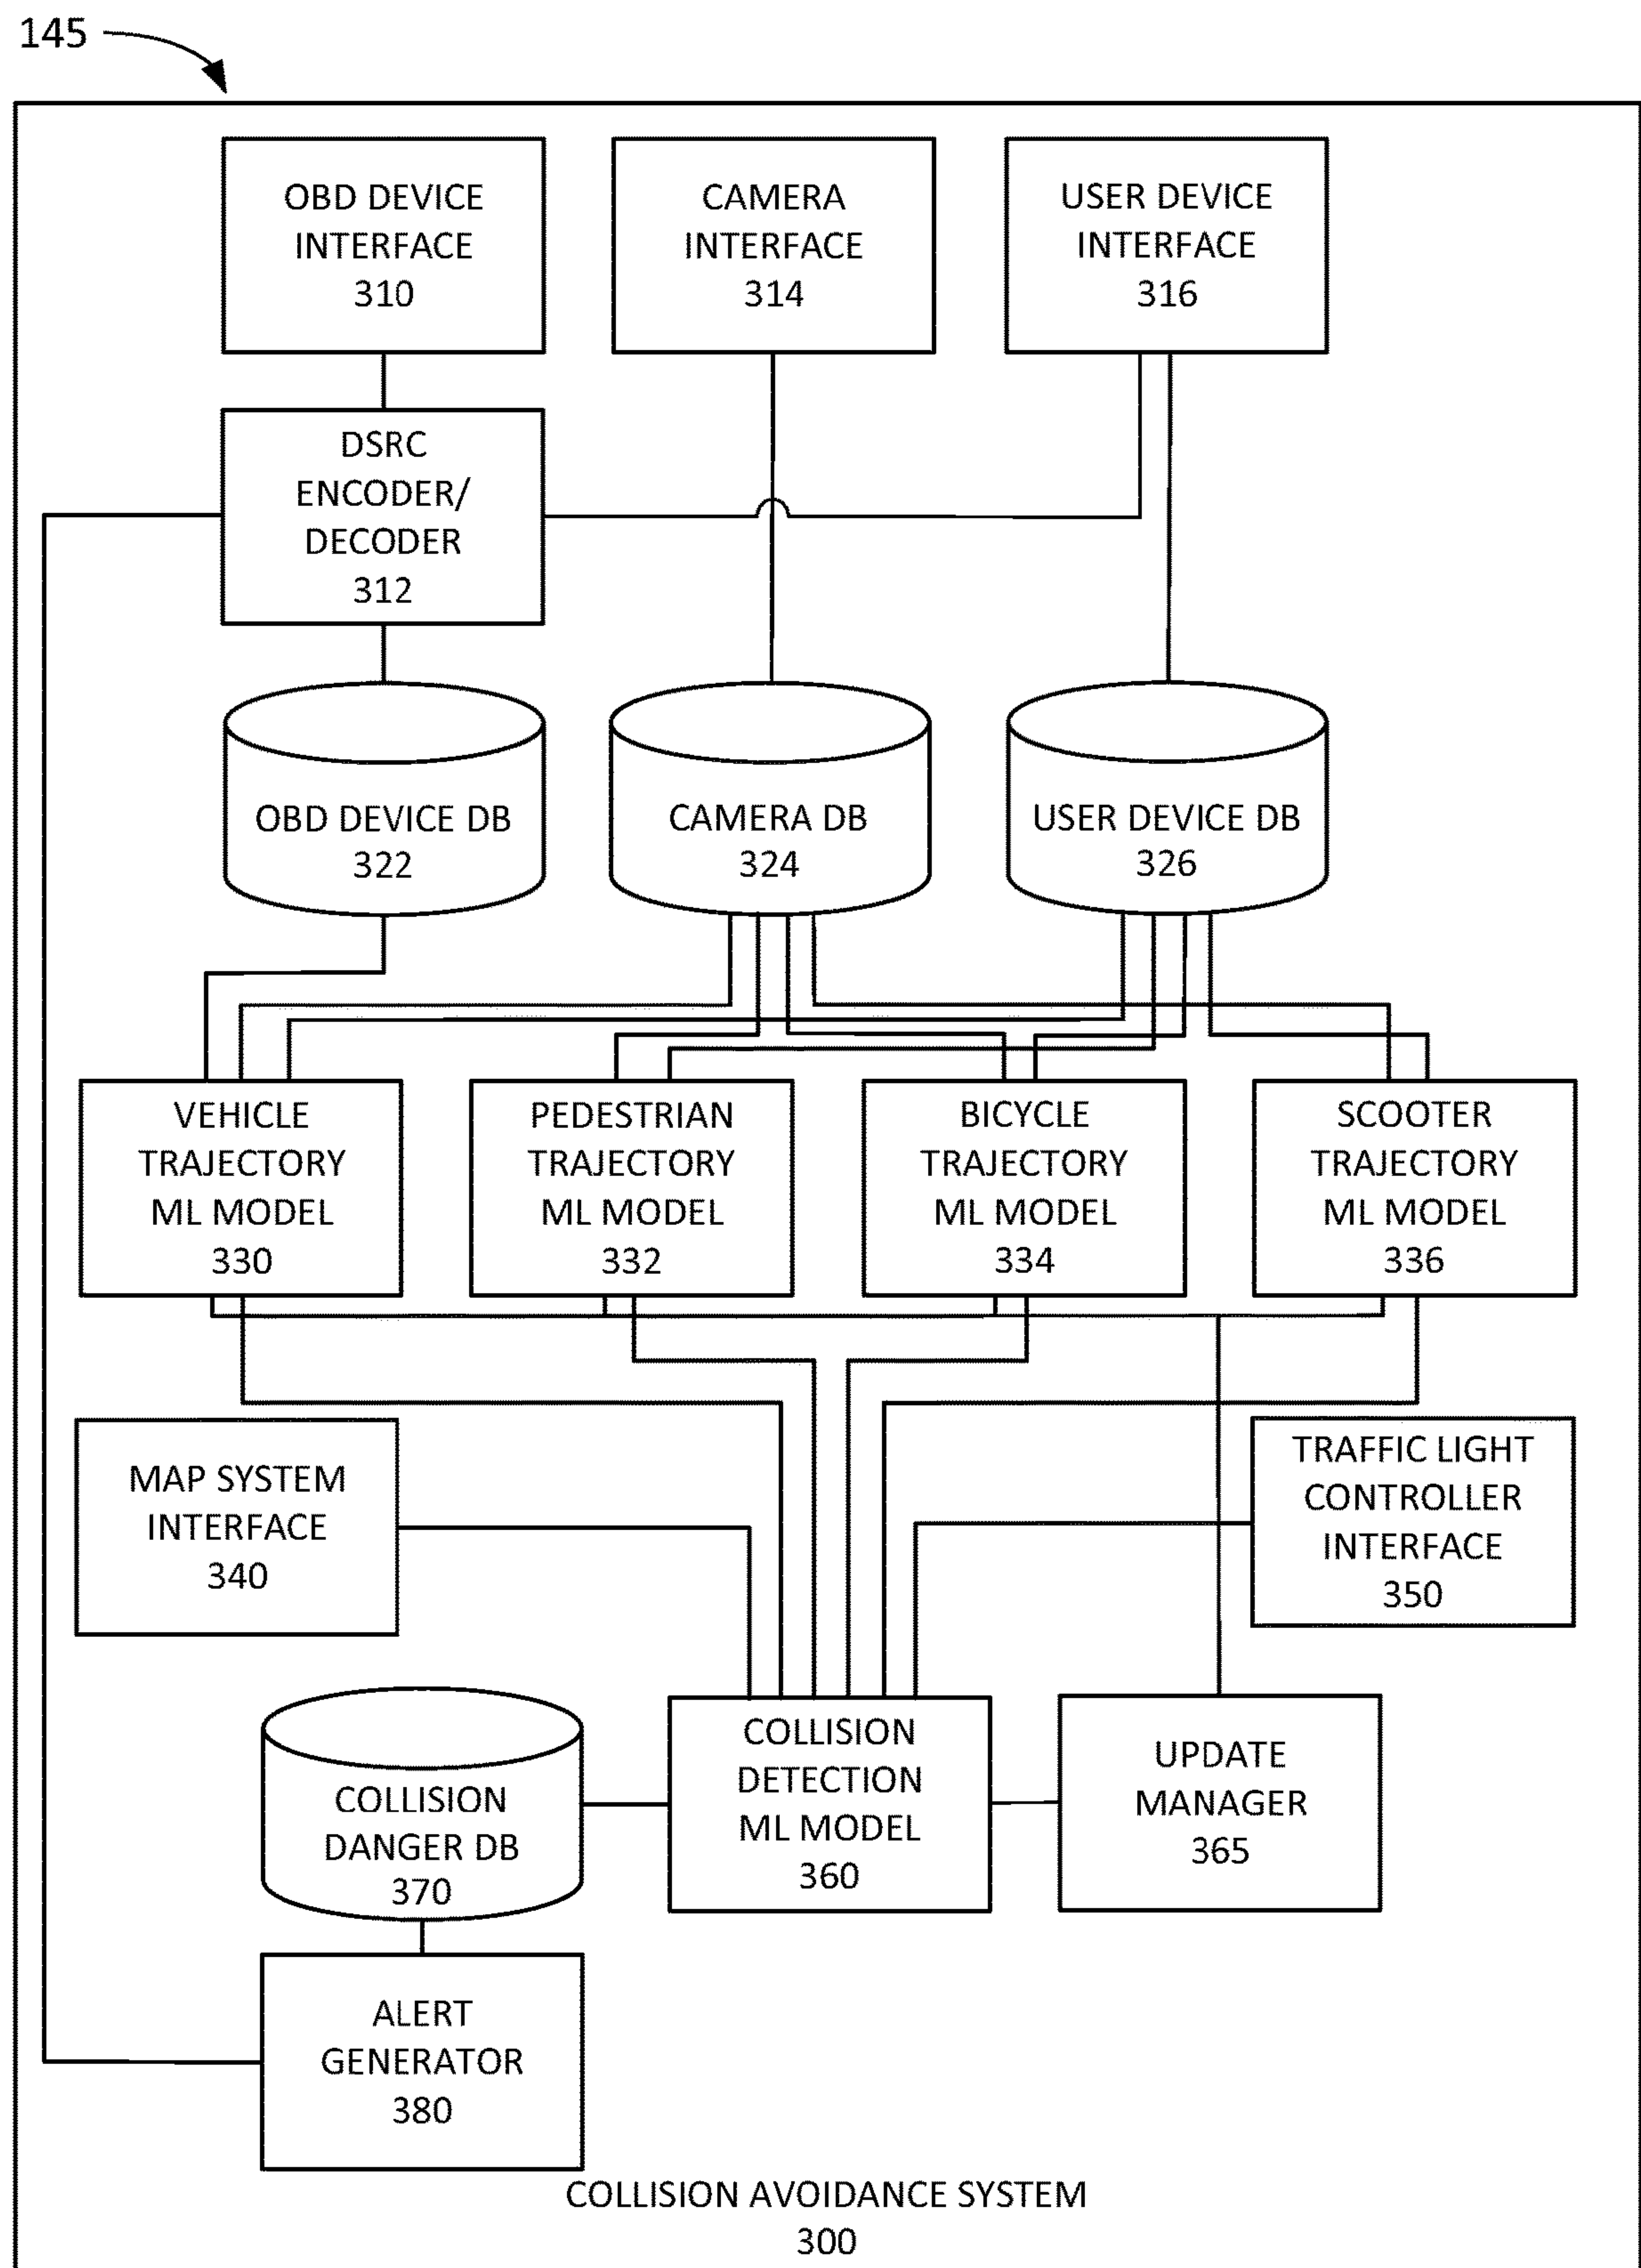 145
OBD DEVICE
INTERFACE
310
CAMERA
INTERFACE
314
USER DEVICE
INTERFACE
316
DSRC
ENCODER/
DECODER
312
OBD DEVICE DB
322
CAMERA DB
324
USER DEVICE DB
326
VEHICLE
TRAJECTORY
ML MODEL
330
PEDESTRIAN
TRAJECTORY
ML MODEL
332
BICYCLE
TRAJECTORY
ML MODEL
334
SCOOTER
TRAJECTORY
ML MODEL
336
MAP SYSTEM
INTERFACE
340
TRAFFIC LIGHT
CONTROLLER
INTERFACE
350
COLLISION
DANGER DB
370
COLLISION
DETECTION
ML MODEL
360
UPDATE
MANAGER
365
ALERT
GENERATOR
380
COLLISION AVOIDANCE SYSTEM
300